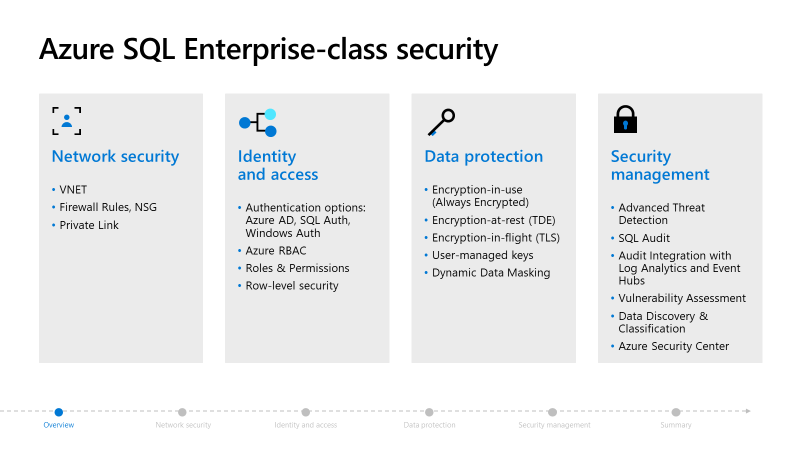 Azure SQL Enterprise-class security
Network security
• VNET
• Firewall Rules, NSG
• Private Link
Identity
and access
• Authentication options:
Azure AD, SQL Auth,
Windows Auth
• Azure RBAC
• Roles & Permissions
• Row-level security
Data protection
• Encryption-in-use
(Always Encrypted)
• Encryption-at-rest (TDE)
• Encryption-in-flight (TLS)
• User-managed keys
• Dynamic Data Masking
Security
management
• Advanced Threat
Detection
• SQL Audit
• Audit Integration with
Log Analytics and Event
Hubs
• Vulnerability Assessment
• Data Discovery &
Classification
• Azure Security Center
Overview
Network security
Identity and access
Data protection
Security management
Summary